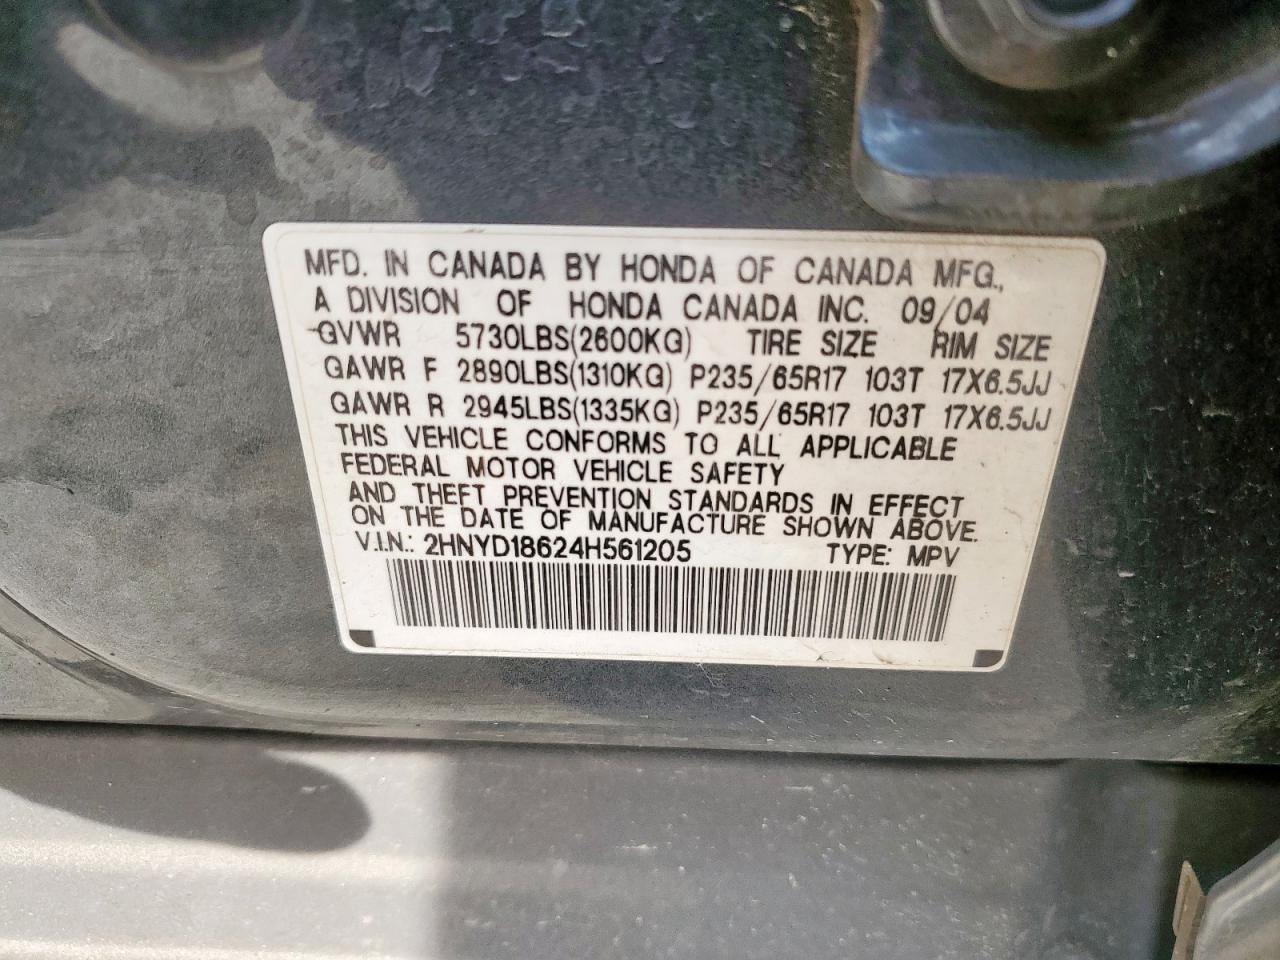 MFD. IN CANADA BY HONDA OF CANADA MFG.,
A DIVISION OF HONDA CANADA INC. 09/04
GVWR 5730LBS(2600KG) TIRE SIZE RIM SIZE
GAWR F 2890LBS(1310KG) P235/65R17 103T 17X6.5JJ
GAWR R 2945LBS(1335KG) P235/65R17 103T 17X6.5JJ
THIS VEHICLE CONFORMS TO ALL APPLICABLE
FEDERAL MOTOR VEHICLE SAFETY
AND THEFT PREVENTION STANDARDS IN EFFECT
ON THE DATE OF MANUFACTURE SHOWN ABOVE.
V.I.N.: 2HNYD18624H561205 TYPE: MPV